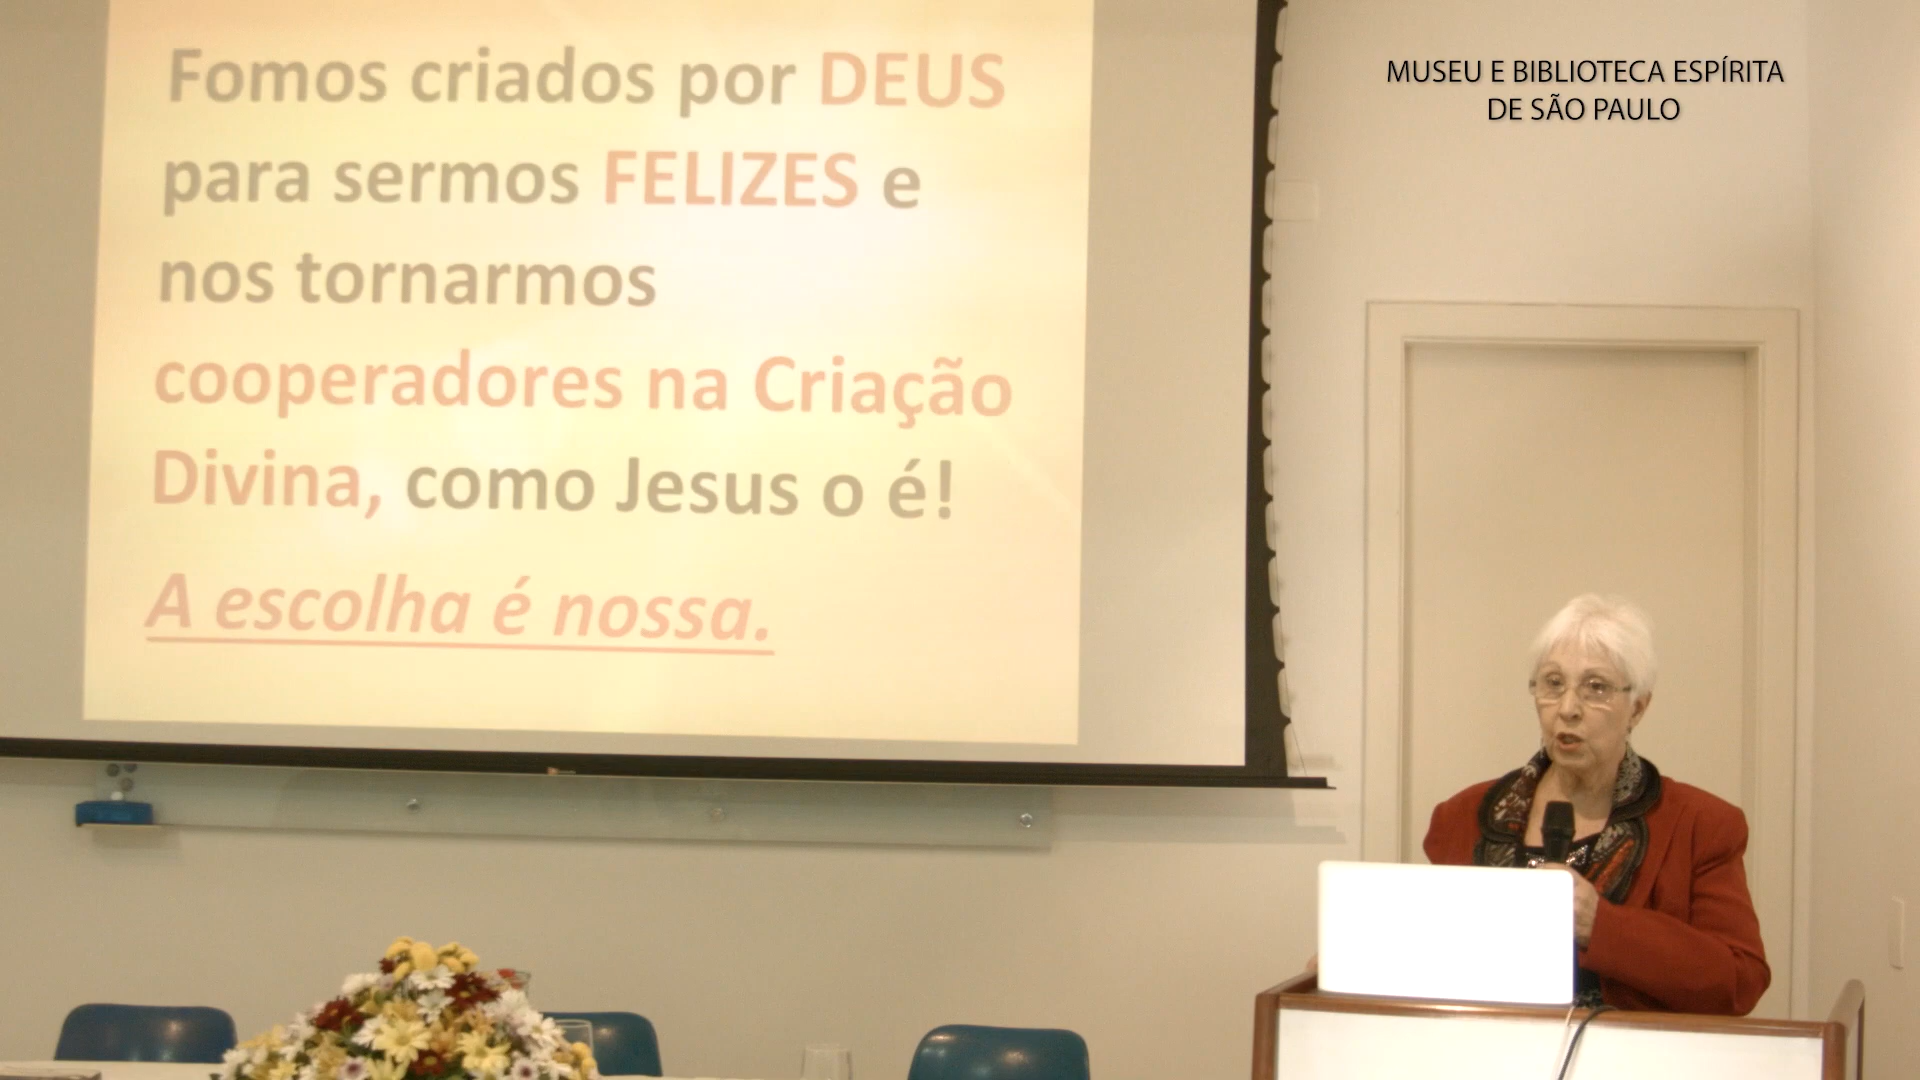 Fomos criados por DEUS
para sermos FELIZES e
nos tornarmos
cooperadores na Criação
Divina, como Jesus o é!
A escolha é nossa.
MUSEU E BIBLIOTECA ESPÍRITA
DE SÃO PAULO